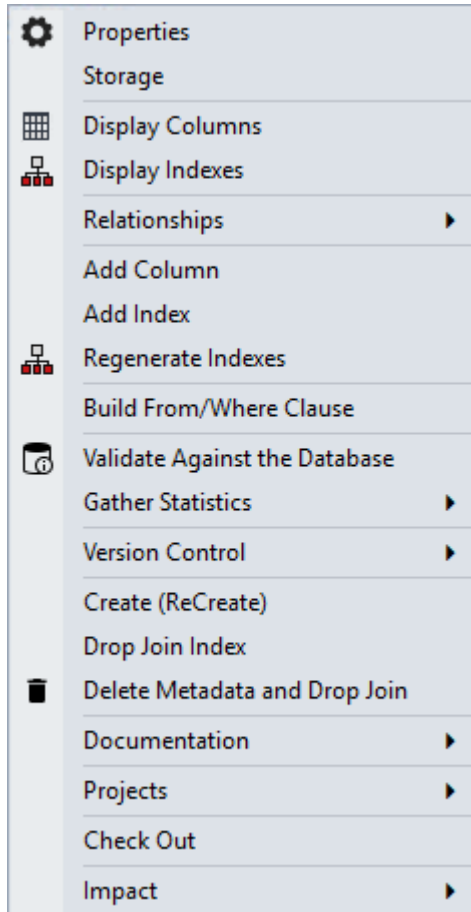 Properties
Storage
Display Columns
Display Indexes
Relationships
Add Column
Add Index
Regenerate Indexes
Build From/Where Clause
Validate Against the Database
Gather Statistics
Version Control
Create (ReCreate)
Drop Join Index
Delete Metadata and Drop Join
Documentation
Projects
Check Out
Impact